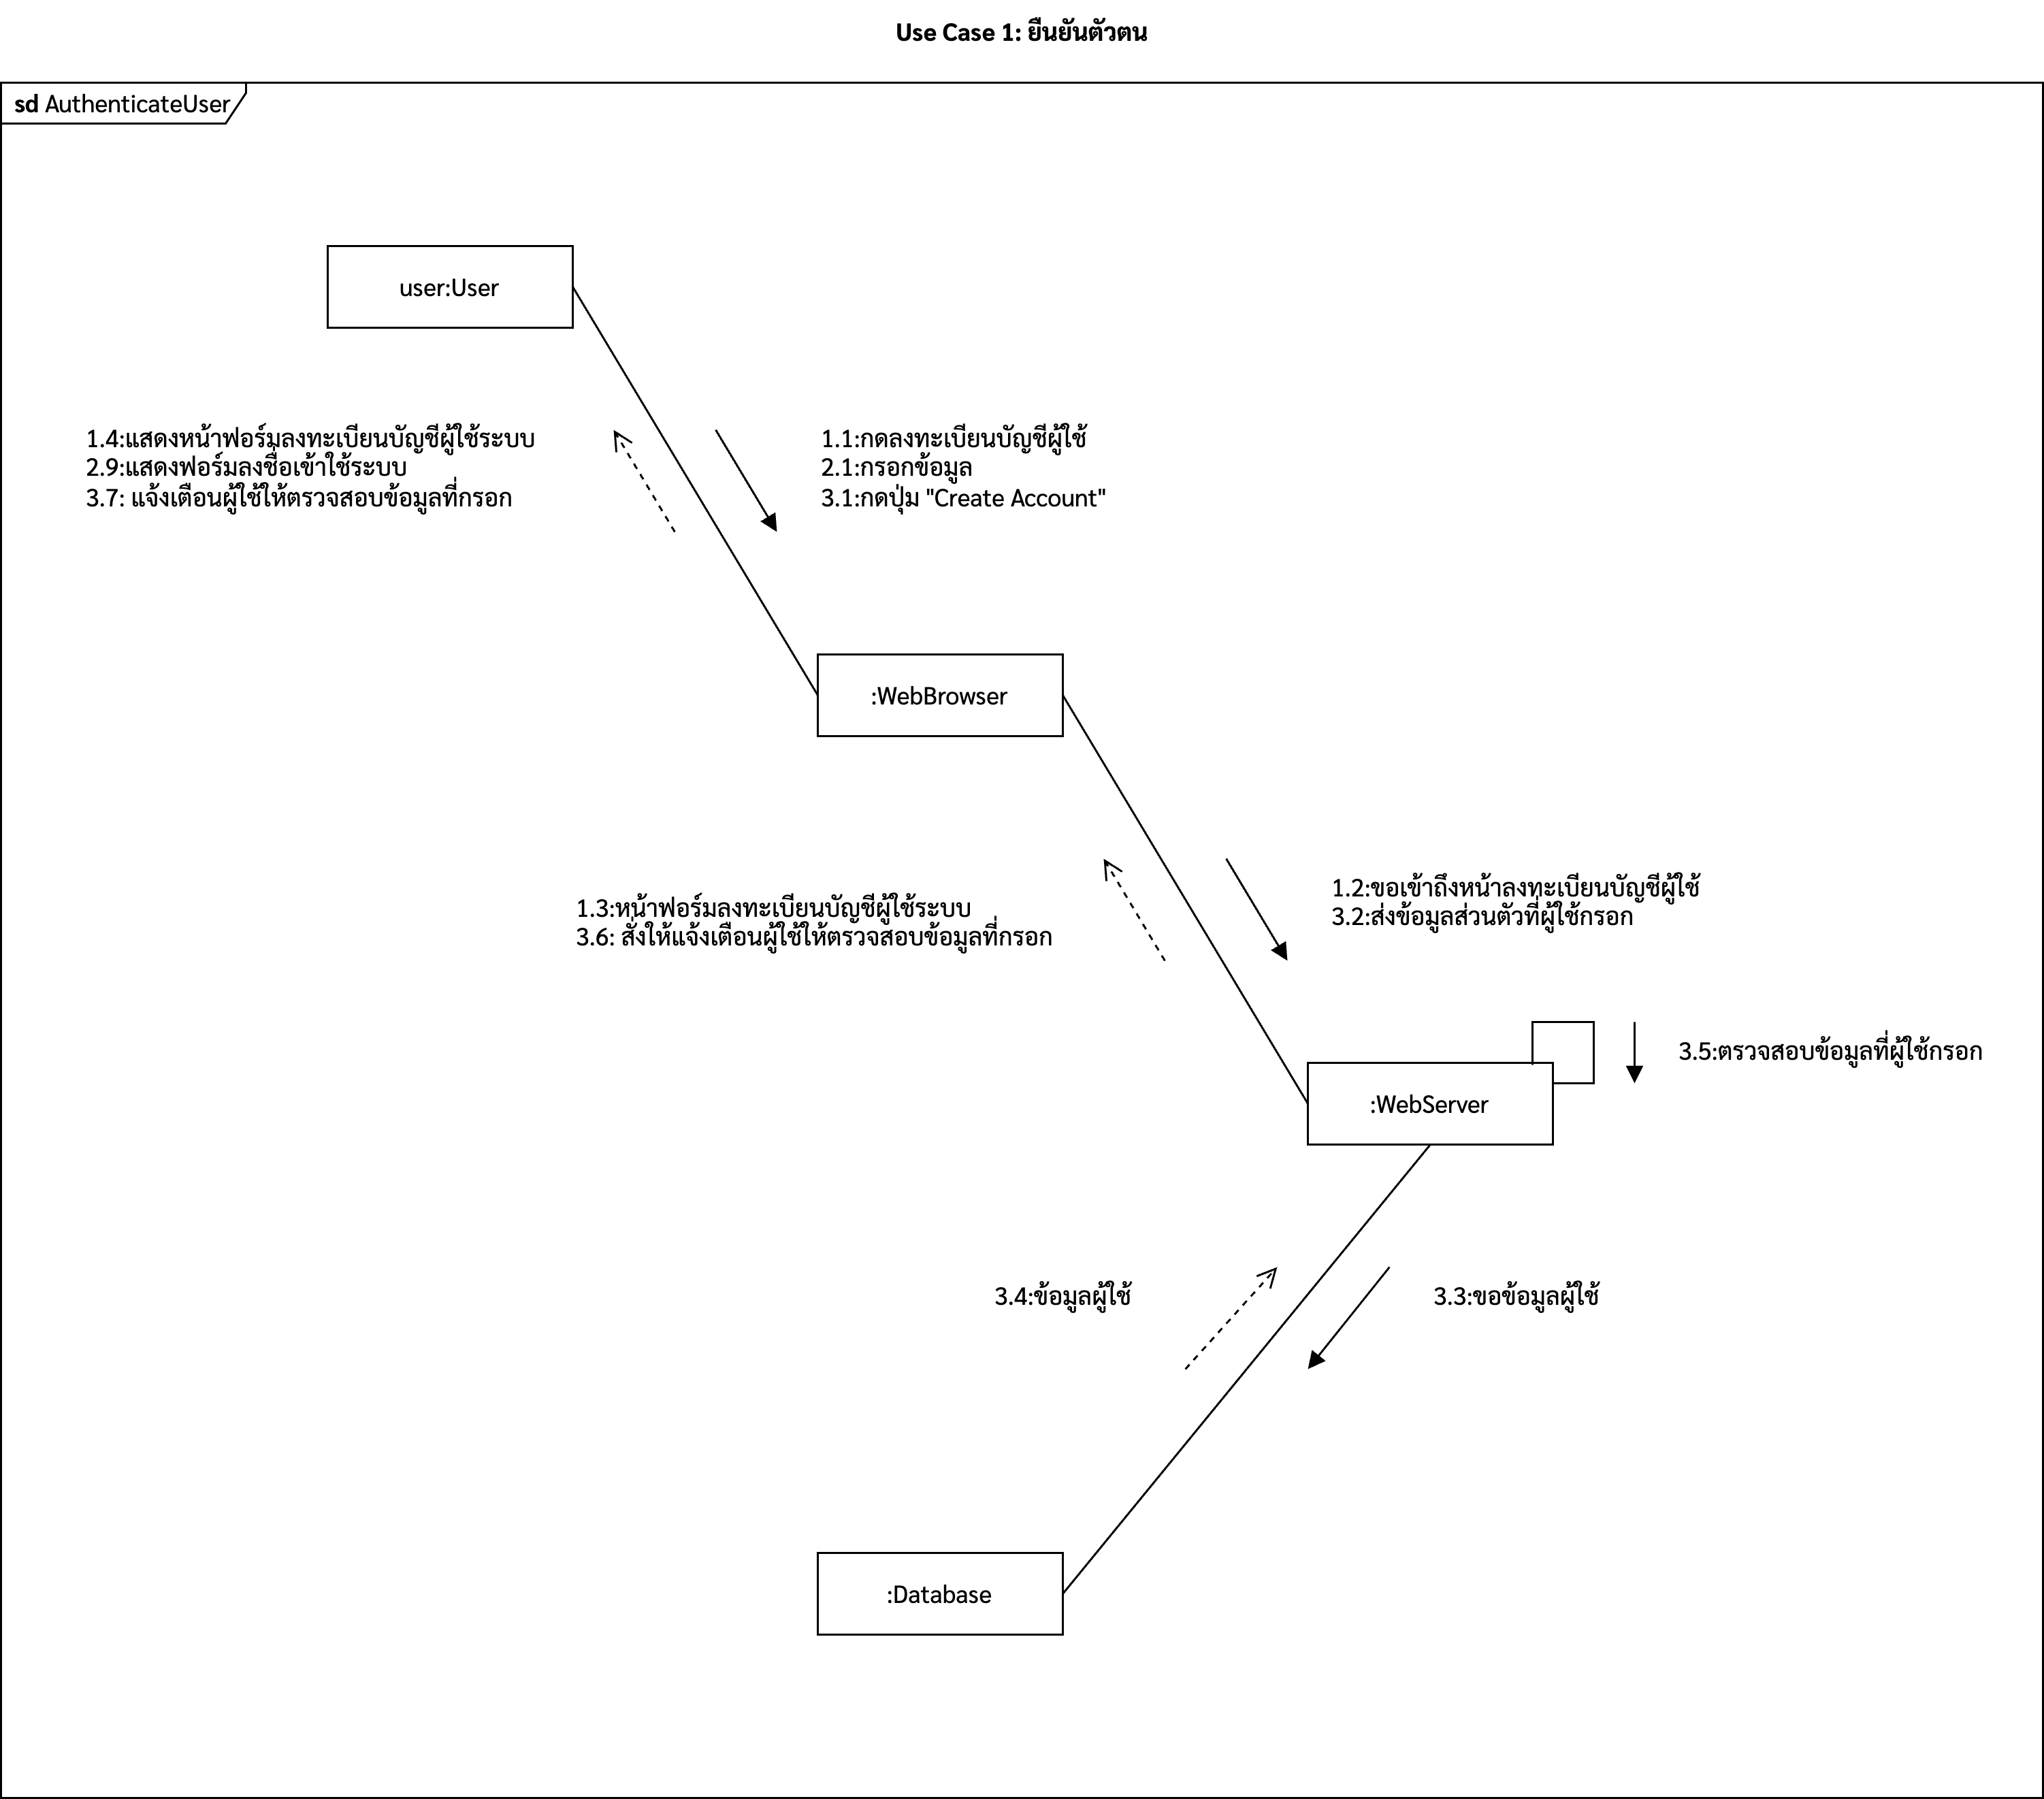 Use Case 1: ยืนยันตัวตน
sd AuthenticateUser
user:User
1.4:แสดงหน้าฟอร์มลงทะเบียนบัญชีผู้ใช้ระบบ
2.9:แสดงฟอร์มลงชื่อเข้าใช้ระบบ
3.7: แจ้งเตือนผู้ใช้ให้ตรวจสอบข้อมูลที่กรอก
1.1:กดลงทะเบียนบัญชีผู้ใช้
2.1:กรอกข้อมูล
3.1:กดปุ่ม "Create Account"
:WebBrowser
1.3:หน้าฟอร์มลงทะเบียนบัญชีผู้ใช้ระบบ
3.6: สั่งให้แจ้งเตือนผู้ใช้ให้ตรวจสอบข้อมูลที่กรอก
1.2:ขอเข้าถึงหน้าลงทะเบียนบัญชีผู้ใช้
3.2:ส่งข้อมูลส่วนตัวที่ผู้ใช้กรอก
3.5:ตรวจสอบข้อมูลที่ผู้ใช้กรอก
:WebServer
3.4:ข้อมูลผู้ใช้
3.3:ขอข้อมูลผู้ใช้
:Database